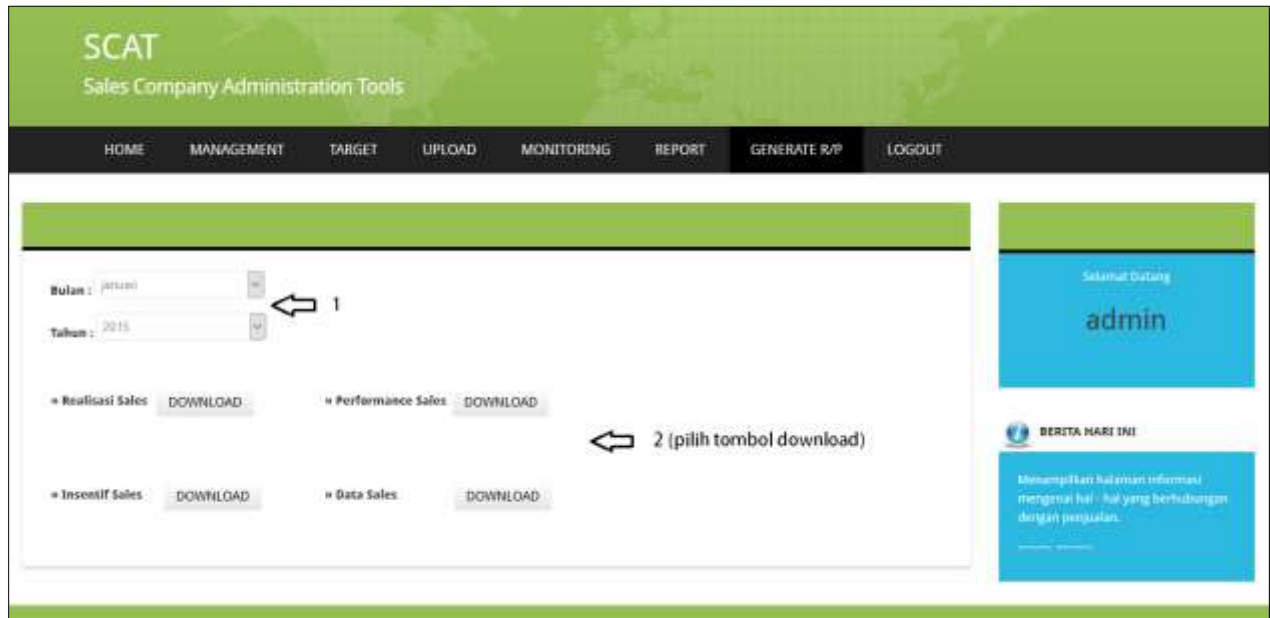 SCAT
Sales Company Administration Tools
HOME MANAGEMENT TARGET UPLOAD MONITORING REPORT GENERATE R/P LOGOUT
Bulan : januari
1
Tahun : 2015
» Realisasi Sales DOWNLOAD » Performance Sales DOWNLOAD
2 (pilih tombol download)
» Insentif Sales DOWNLOAD » Data Sales DOWNLOAD
Selamat Datang
admin
BERITA HARI INI
Menampilkan halaman informasi
mengenai hal - hal yang berhubungan
dengan penjualan.